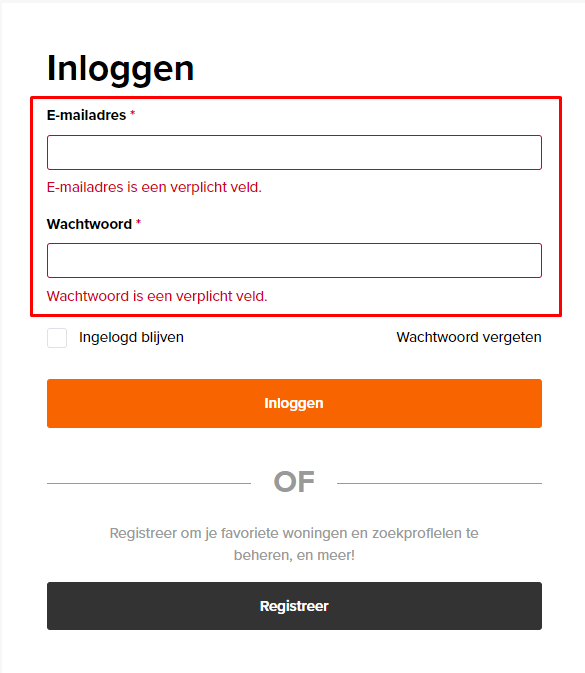 Inloggen
E-mailadres *
E-mailadres is een verplicht veld.
Wachtwoord *
Wachtwoord is een verplicht veld.
Ingelogd blijven Wachtwoord vergeten
Inloggen
OF
Registreer om je favoriete woningen en zoekproflelen te
beheren, en meer!
Registreer